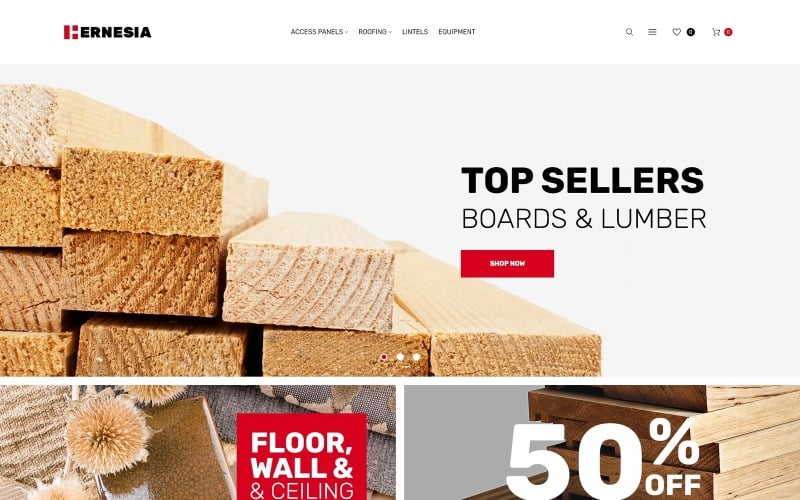 HERNESIA
ACCESS PANELS ROOFING LINTELS EQUIPMENT
0 0
TOP SELLERS
BOARDS & LUMBER
SHOP NOW
FLOOR,
WALL &
& CEILING
50%
OFF